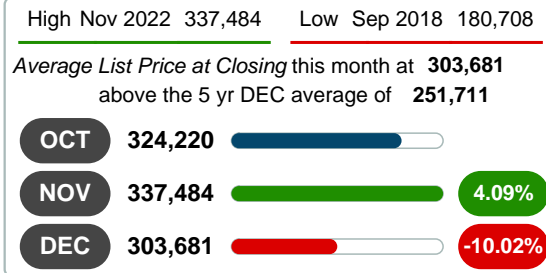 High Nov 2022 337,484 Low Sep 2018 180,708
Average List Price at Closing this month at 303,681
above the 5 yr DEC average of 251,711
OCT 324,220
NOV 337,484 4.09%
DEC 303,681 -10.02%